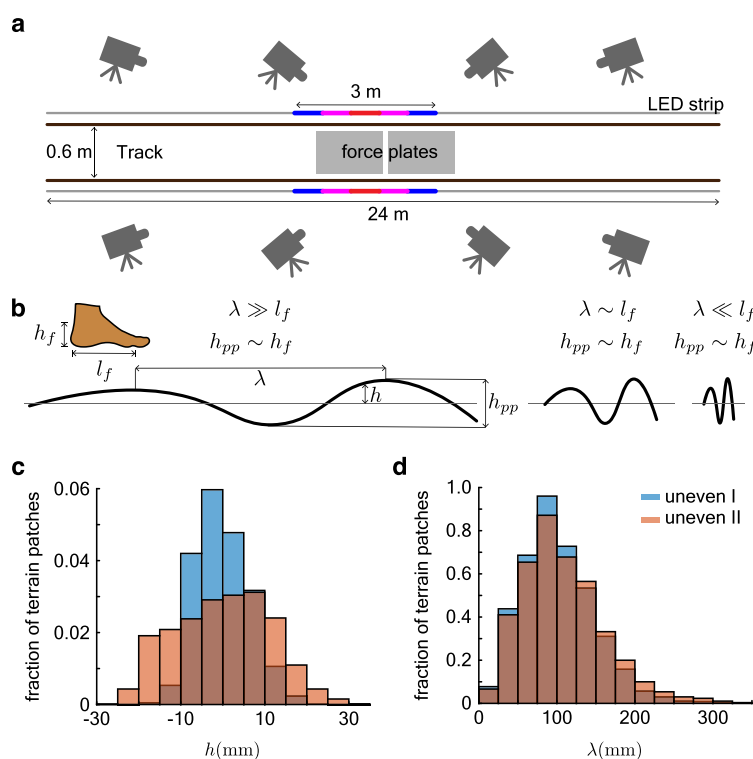 a
3 m
LED strip
0.6 m
Track
force plates
24 m
b
λ ≫ l_f
λ ∼ l_f
λ ≪ l_f
h_f
h_pp ∼ h_f
h_pp ∼ h_f
h_pp ∼ h_f
l_f
λ
h
h_pp
c
fraction of terrain patches
0.06
0.04
0.02
0
-30
-10
10
30
h(mm)
d
fraction of terrain patches
1.0
0.8
0.6
0.4
0.2
0
0
100
200
300
λ(mm)
uneven I
uneven II